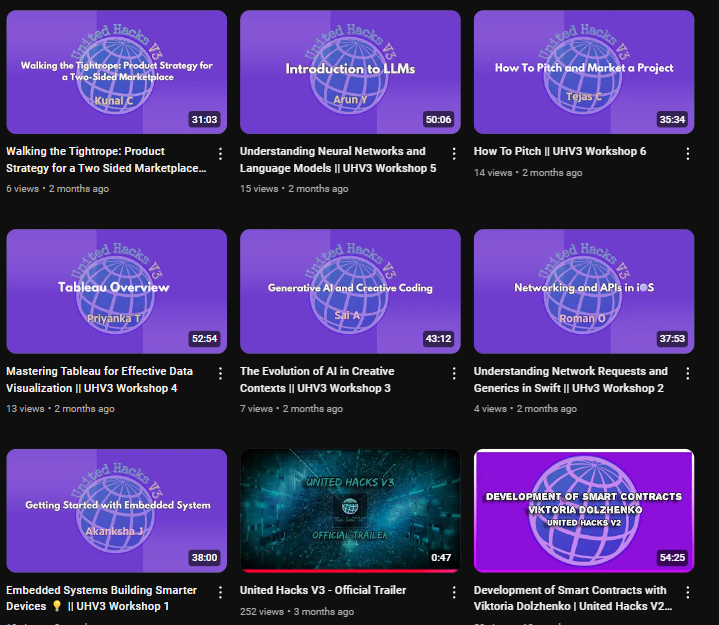 United Hacks V3
Walking the Tightrope: Product Strategy for
a Two-Sided Marketplace
Kunal C
31:03
Walking the Tightrope: Product
Strategy for a Two Sided Marketplace...
6 views • 2 months ago
United Hacks V3
Introduction to LLMs
Arun Y
50:06
Understanding Neural Networks and
Language Models || UHV3 Workshop 5
15 views • 2 months ago
United Hacks V3
How To Pitch and Market a Project
Tejas C
35:34
How To Pitch || UHV3 Workshop 6
14 views • 2 months ago
United Hacks V3
Tableau Overview
Priyanka T
52:54
Mastering Tableau for Effective Data
Visualization || UHV3 Workshop 4
13 views • 2 months ago
United Hacks V3
Generative AI and Creative Coding
Sai A
43:12
The Evolution of AI in Creative
Contexts || UHV3 Workshop 3
7 views • 2 months ago
United Hacks V3
Networking and APIs in iOS
Roman O
37:53
Understanding Network Requests and
Generics in Swift || UHv3 Workshop 2
4 views • 2 months ago
United Hacks V3
Getting Started with Embedded System
Akanksha J
38:00
Embedded Systems Building Smarter
Devices 💡 || UHV3 Workshop 1
UNITED HACKS V3
OFFICIAL TRAILER
0:47
United Hacks V3 - Official Trailer
252 views • 3 months ago
DEVELOPMENT OF SMART CONTRACTS
VIKTORIA DOLZHENKO
UNITED HACKS V2
54:25
Development of Smart Contracts with
Viktoria Dolzhenko | United Hacks V2...